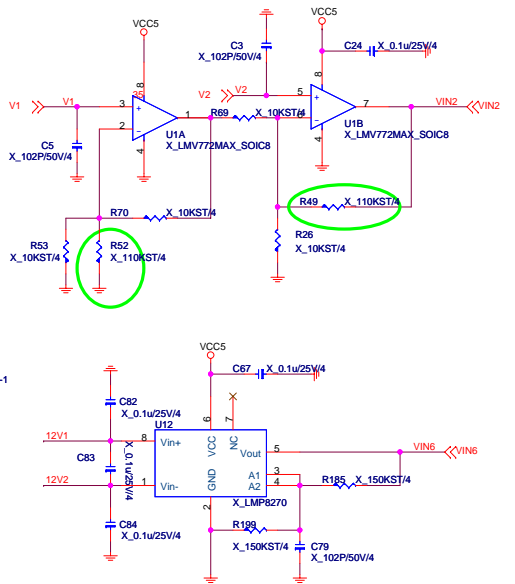 VCC5
VCC5
C3
X_102P/50V/4
C24
X_0.1u/25V/4
V2
V2
V1
V1
35
8
3
+
1
2
−
4
U1A
X_LMV772MAX_SOIC8
R69
X_10KST/4
8
5
+
7
6
−
4
U1B
X_LMV772MAX_SOIC8
VIN2
VIN2
C5
X_102P/50V/4
R70
X_10KST/4
R53
X_10KST/4
R52
X_110KST/4
R49
X_110KST/4
R26
X_10KST/4
VCC5
C67
X_0.1u/25V/4
-1
C82
X_0.1u/25V/4
U12
6
7
12V1
8
Vin+
VCC
NC
Vout
5
VIN6
VIN6
C83
X_0.1u/25V/4
12V2
1
Vin-
GND
A1
3
A2
4
R185
X_150KST/4
2
X_LMP8270
C84
X_0.1u/25V/4
R199
X_150KST/4
C79
X_102P/50V/4